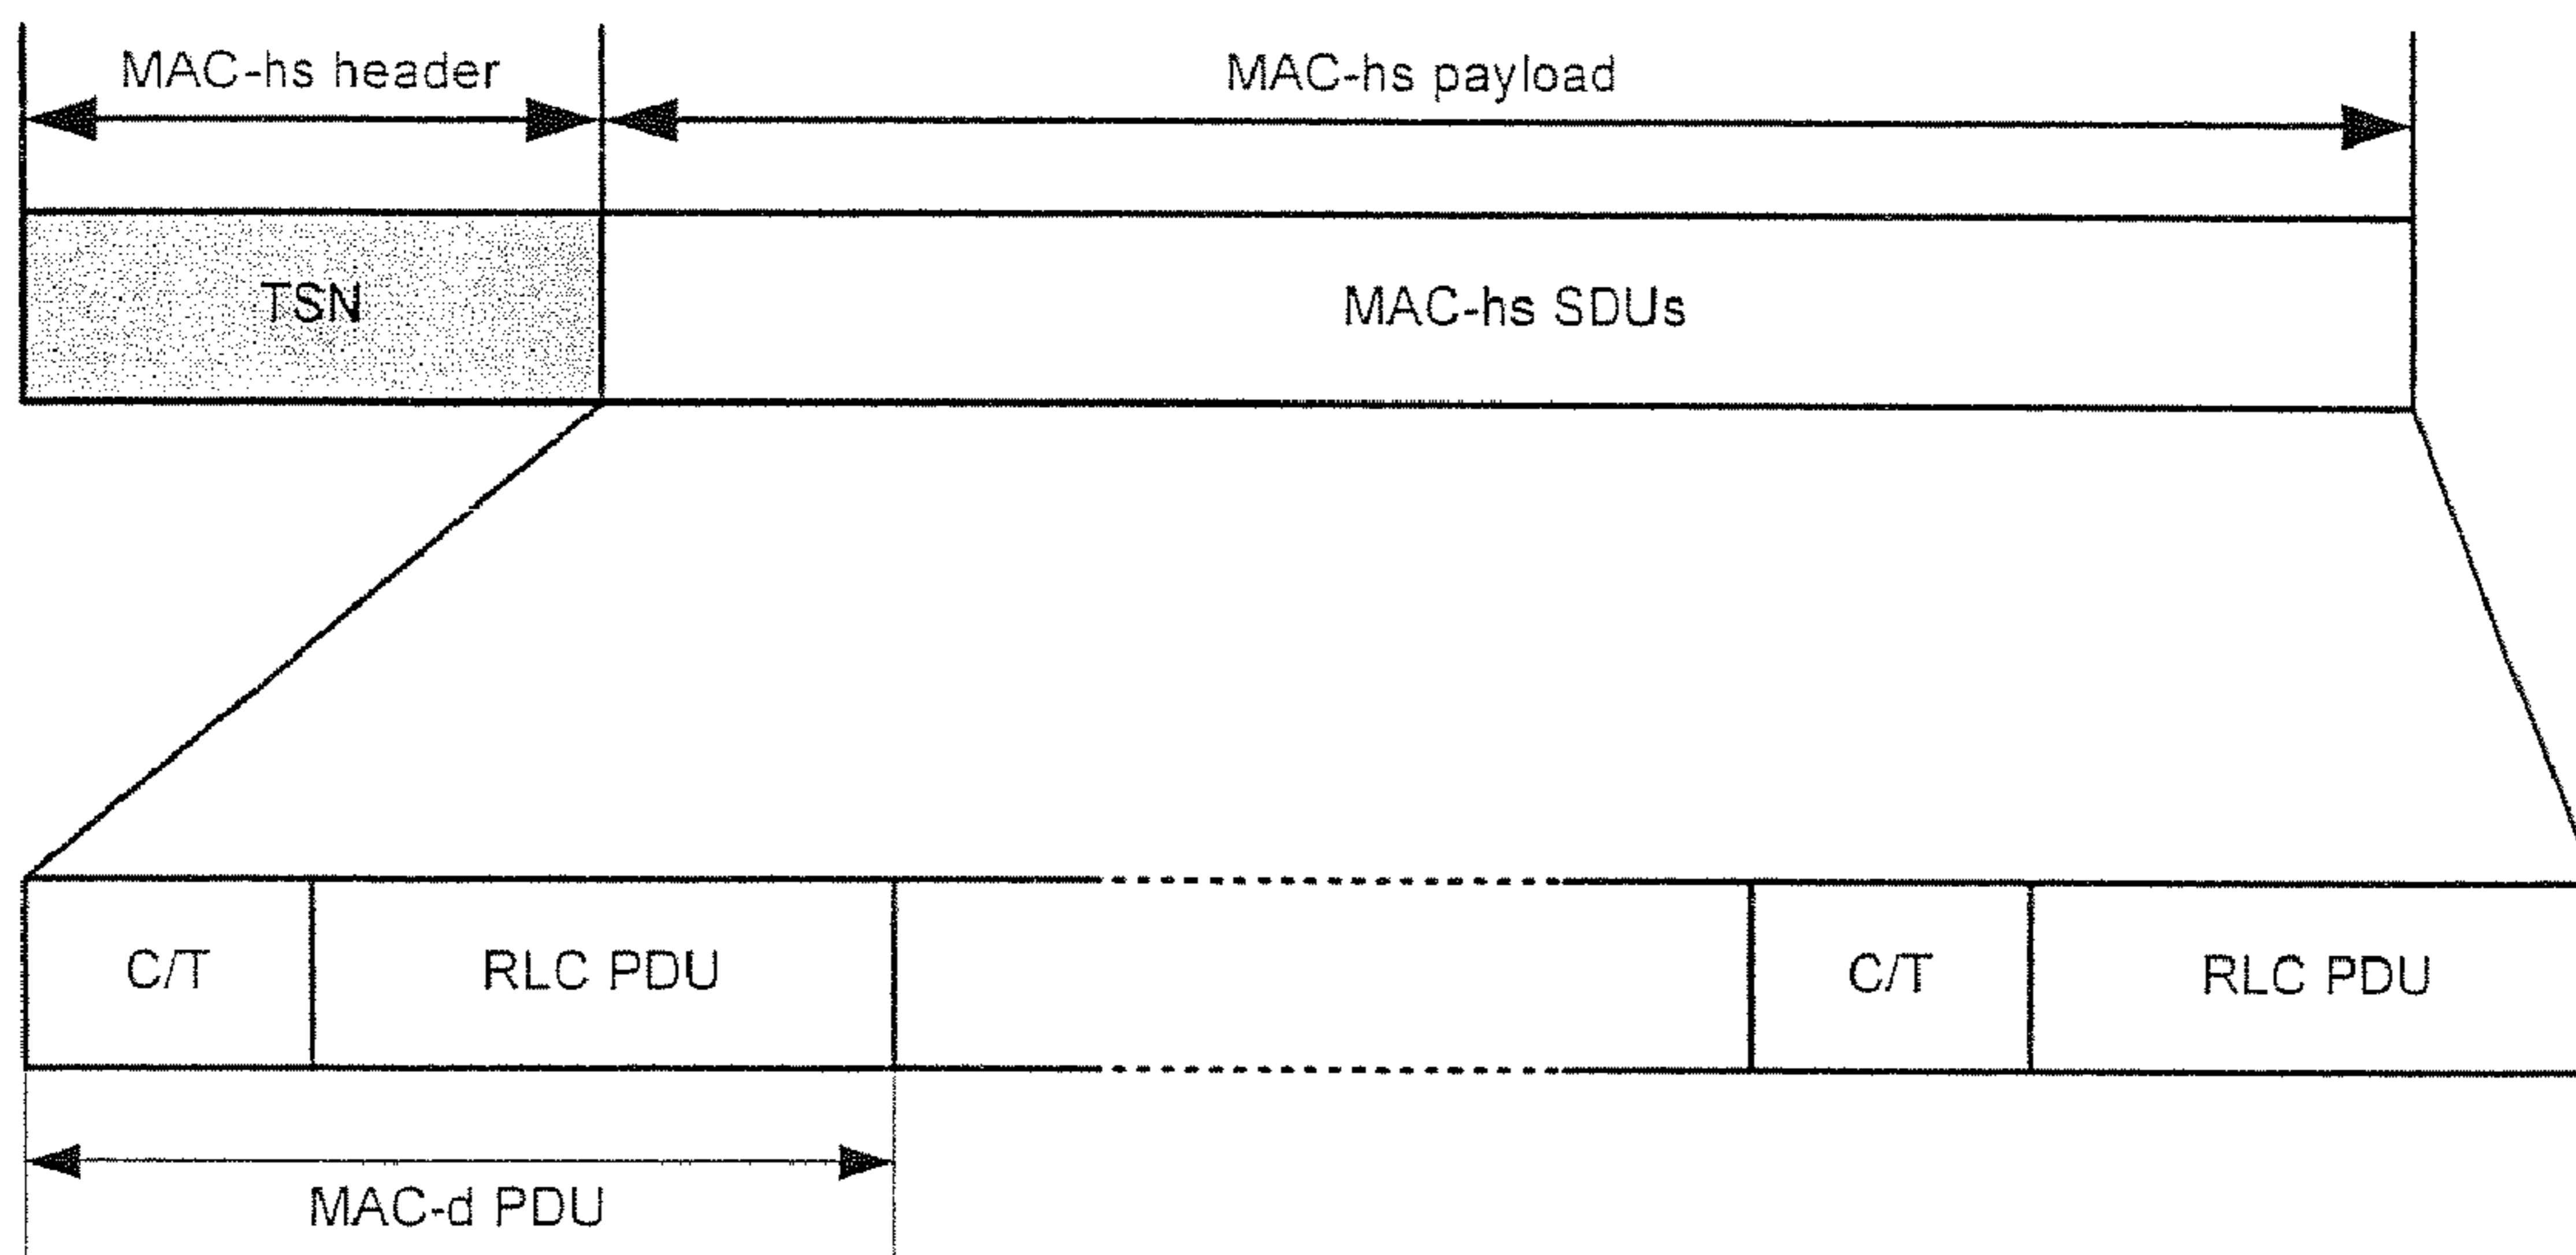 MAC-hs header
MAC-hs payload
TSN
MAC-hs SDUs
C/T
RLC PDU
C/T
RLC PDU
MAC-d PDU